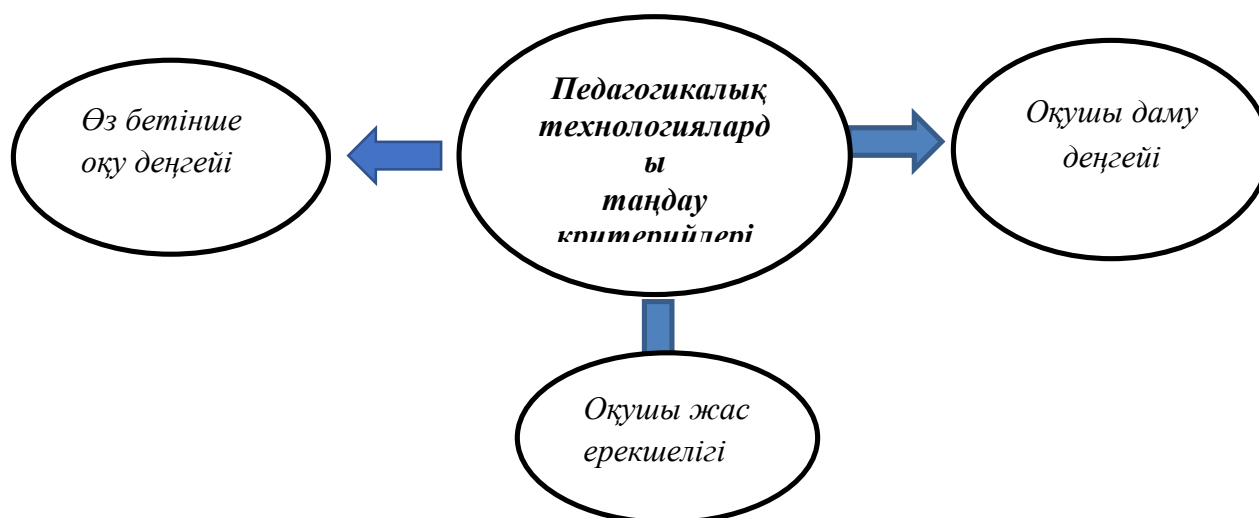 Өз бетінше
оқу деңгейі
Педагогикалық
технологиялард
ы
таңдау
критерийлері
Оқушы даму
деңгейі
Оқушы жас
ерекшелігі